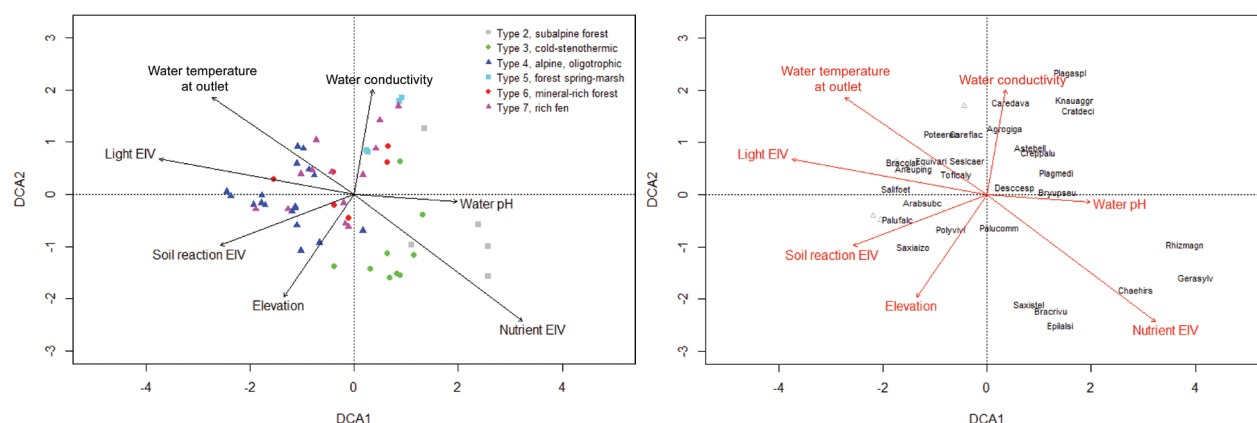 Type 2, subalpine forest
Type 3, cold-stenothermic
Type 4, alpine, oligotrophic
Type 5, forest spring-marsh
Type 6, mineral-rich forest
Type 7, rich fen
Water temperature
at outlet
Water conductivity
Light EIV
Water pH
Soil reaction EIV
Elevation
Nutrient EIV
3
2
1
0
-1
-2
-3
DCA2
-4
-2
0
2
4
DCA1
Plagaspl
Water temperature
at outlet
Water conductivity
Caredava
Knauaggr
Cratdeci
Agrogiga
Careflac
Astebell
Creppalu
Light EIV
Equivari
Seslcaer
Plagmedi
Toficaly
Salifoet
Desccesp
Bryupseu
Arabsubc
Water pH
Palufalc
Polyvivi
Palucomm
Soil reaction EIV
Saxiaizo
Rhizmagn
Gerasylv
Chaehirs
Elevation
Saxistel
Bracrivu
Epilalsi
Nutrient EIV
3
2
1
0
-1
-2
-3
DCA2
-4
-2
0
2
4
DCA1